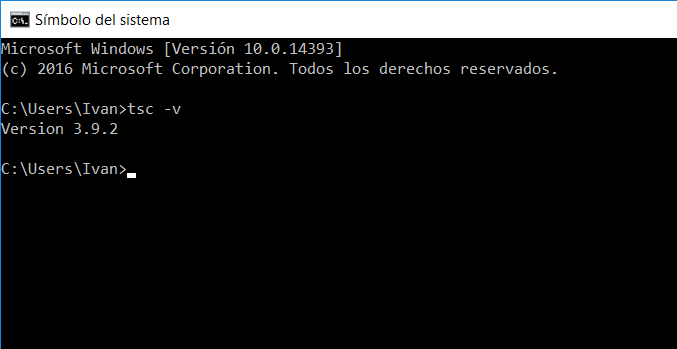 Símbolo del sistema
Microsoft Windows [Versión 10.0.14393]
(c) 2016 Microsoft Corporation. Todos los derechos reservados.
C:\Users\Ivan>tsc -v
Version 3.9.2
C:\Users\Ivan>